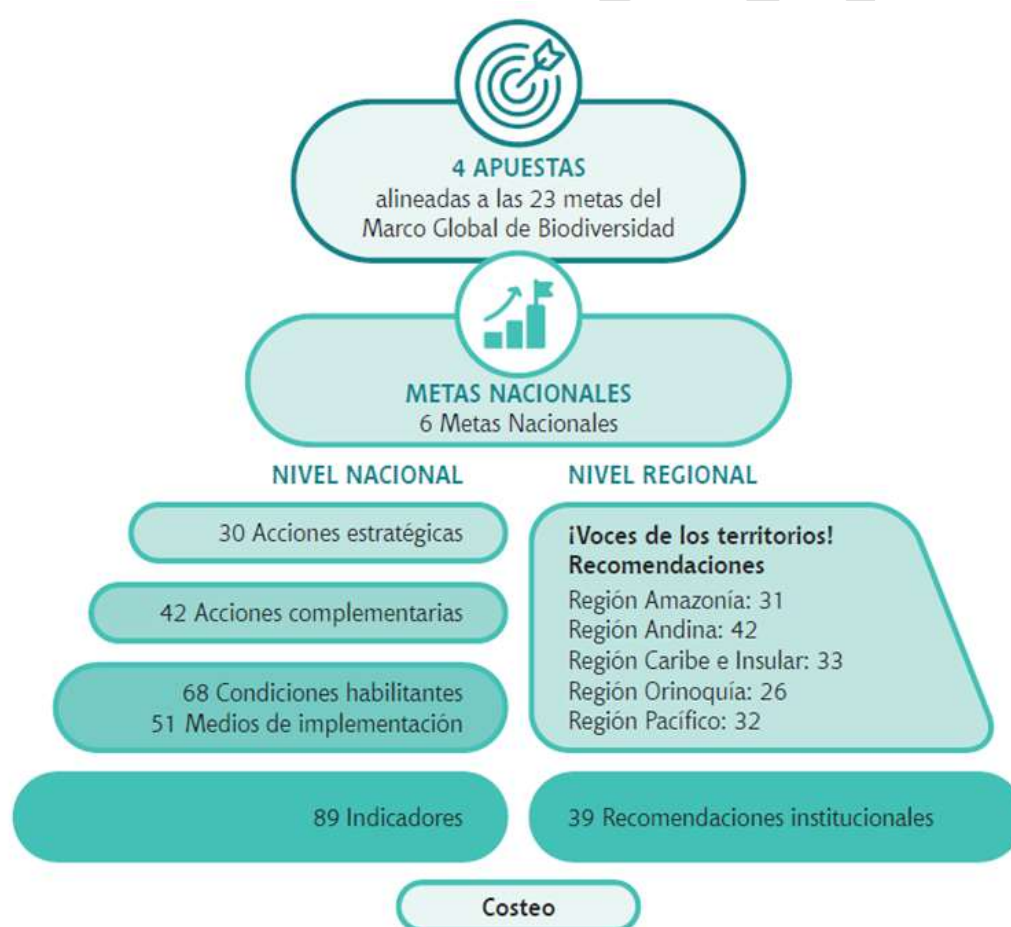 4 APUESTAS
alineadas a las 23 metas del
Marco Global de Biodiversidad
METAS NACIONALES
6 Metas Nacionales
NIVEL NACIONAL
30 Acciones estratégicas
42 Acciones complementarias
68 Condiciones habilitantes
51 Medios de implementación
89 Indicadores
NIVEL REGIONAL
¡Voces de los territorios!
Recomendaciones
Región Amazonía: 31
Región Andina: 42
Región Caribe e Insular: 33
Región Orinoquía: 26
Región Pacífico: 32
39 Recomendaciones institucionales
Costeo